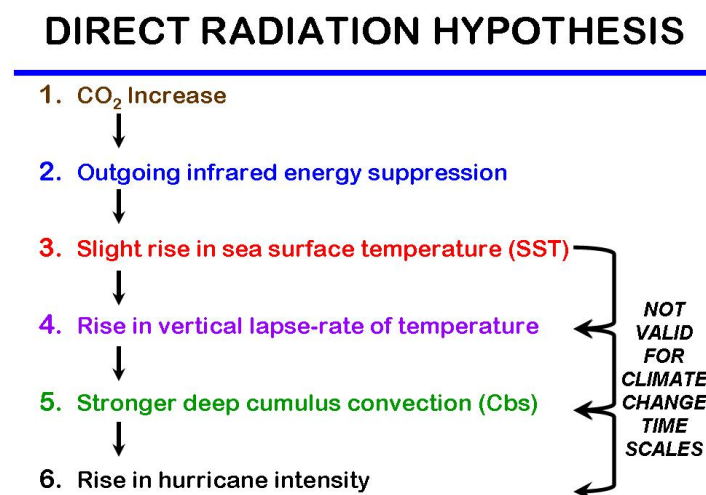 DIRECT RADIATION HYPOTHESIS
1. CO₂ Increase
2. Outgoing infrared energy suppression
3. Slight rise in sea surface temperature (SST)
4. Rise in vertical lapse-rate of temperature
5. Stronger deep cumulus convection (Cbs)
6. Rise in hurricane intensity
NOT
VALID
FOR
CLIMATE
CHANGE
TIME
SCALES